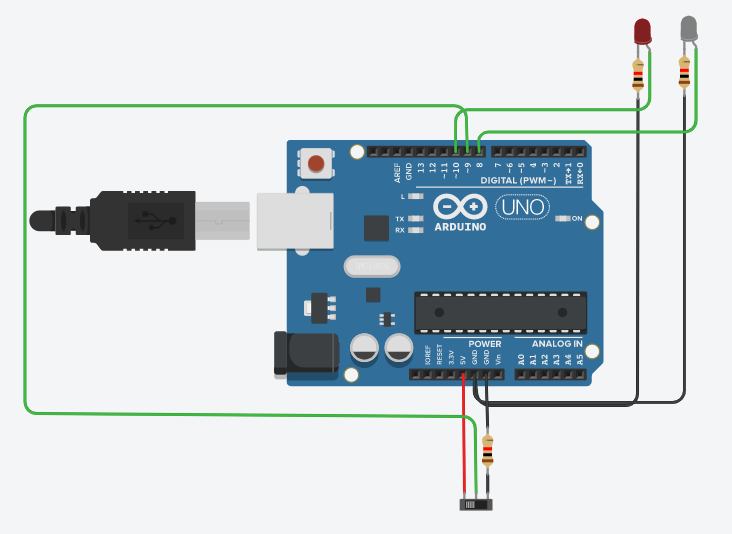 AREF
GND
13
12
~11
~10
~9
8
7
~6
~5
4
~3
2
TX→1
RX←0
DIGITAL (PWM~)
L
TX
RX
ARDUINO
UNO
ON
POWER
ANALOG IN
IOREF
RESET
3.3V
5V
GND
GND
Vin
A0
A1
A2
A3
A4
A5